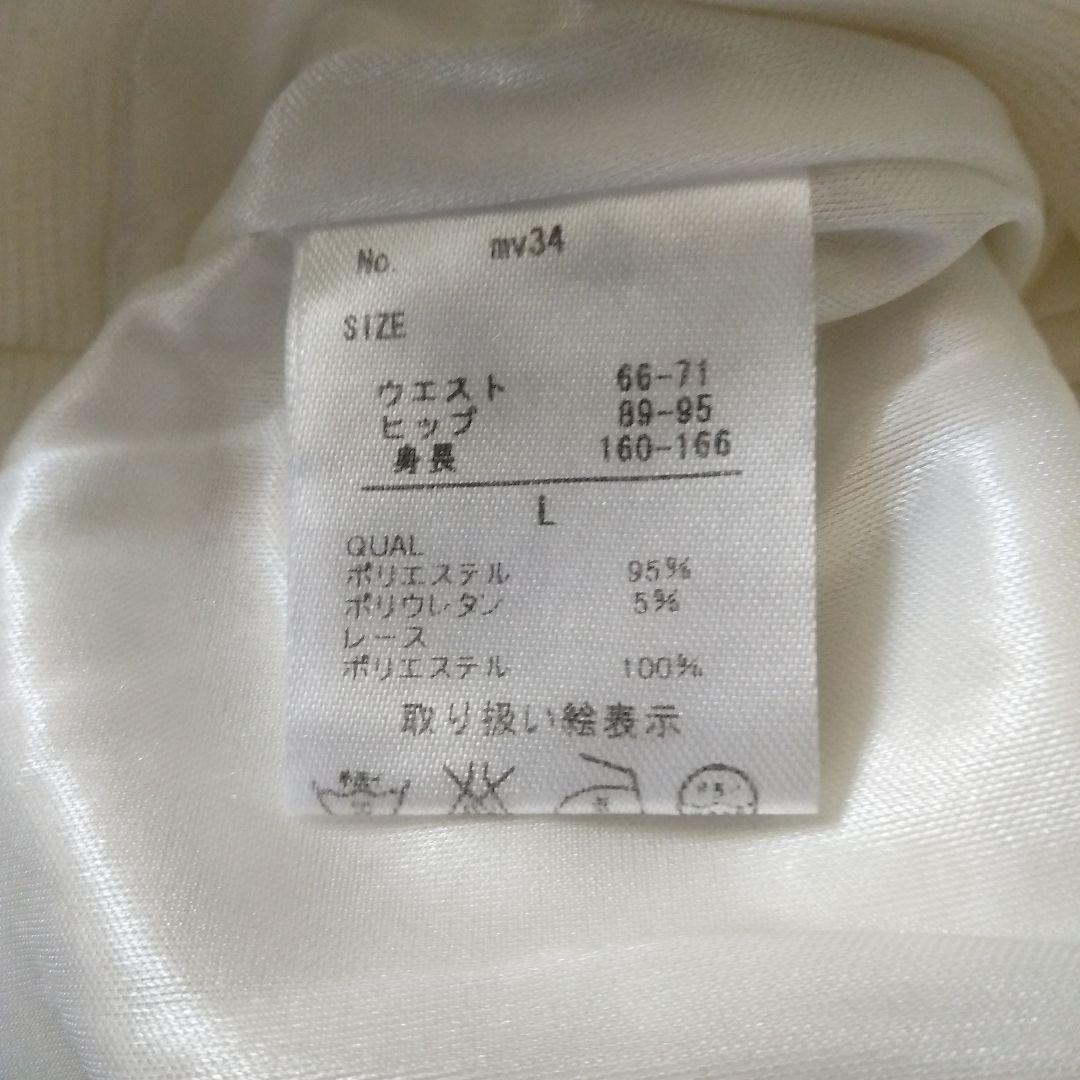 No. mv34
SIZE
ウエスト 66-71
ヒップ 89-95
身長 160-166
L
QUAL
ポリエステル 95%
ポリウレタン 5%
レース
ポリエステル 100%
取り扱い絵表示